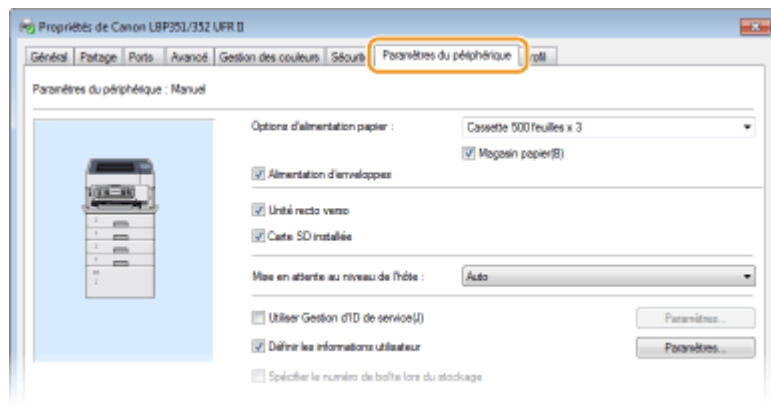 Propriétés de Canon LBP351/352 UFR II
Général Partage Ports Avancé Gestion des couleurs Sécurité Paramètres du périphérique Profil
Paramètres du périphérique : Manuel
Options d'alimentation papier : Cassette 500 feuilles x 3
Magasin papier(B)
Alimentation d'enveloppes
Unité recto verso
Carte SD installée
Mise en attente au niveau de l'hôte : Auto
Utiliser Gestion d'ID de service(J) Paramètres...
Définir les informations utilisateur Paramètres...
Spécifier le numéro de boîte lors du stockage